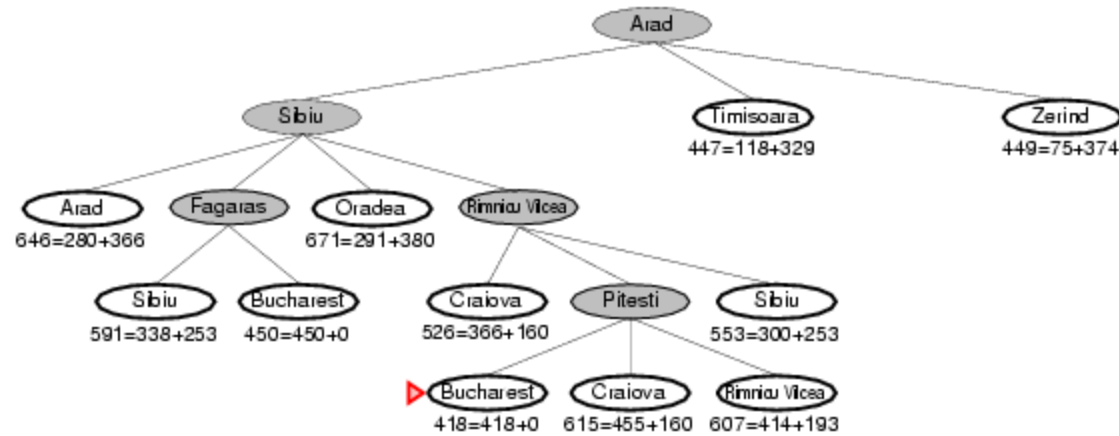 Arad
Sibiu
Timisoara
Zerind
447=118+329
449=75+374
Arad
Fagaras
Oradea
Rimnicu Vilcea
646=280+366
671=291+380
Sibiu
Bucharest
Craiova
Pitesti
Sibiu
591=338+253
450=450+0
526=366+160
553=300+253
Bucharest
Craiova
Rimnicu Vilcea
418=418+0
615=455+160
607=414+193